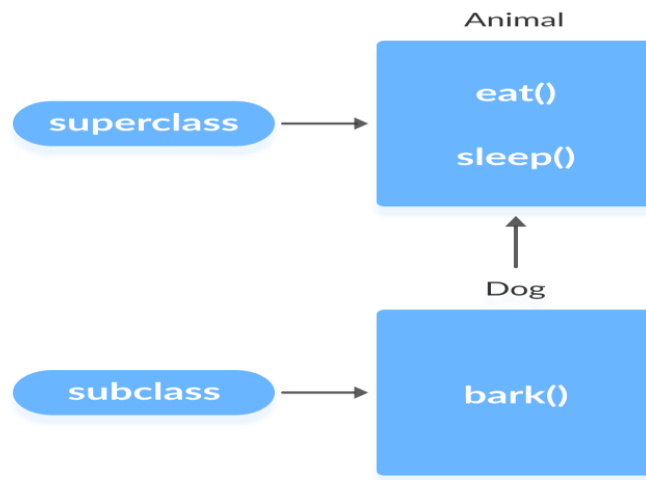 Animal
eat()
superclass
sleep()
Dog
subclass
bark()